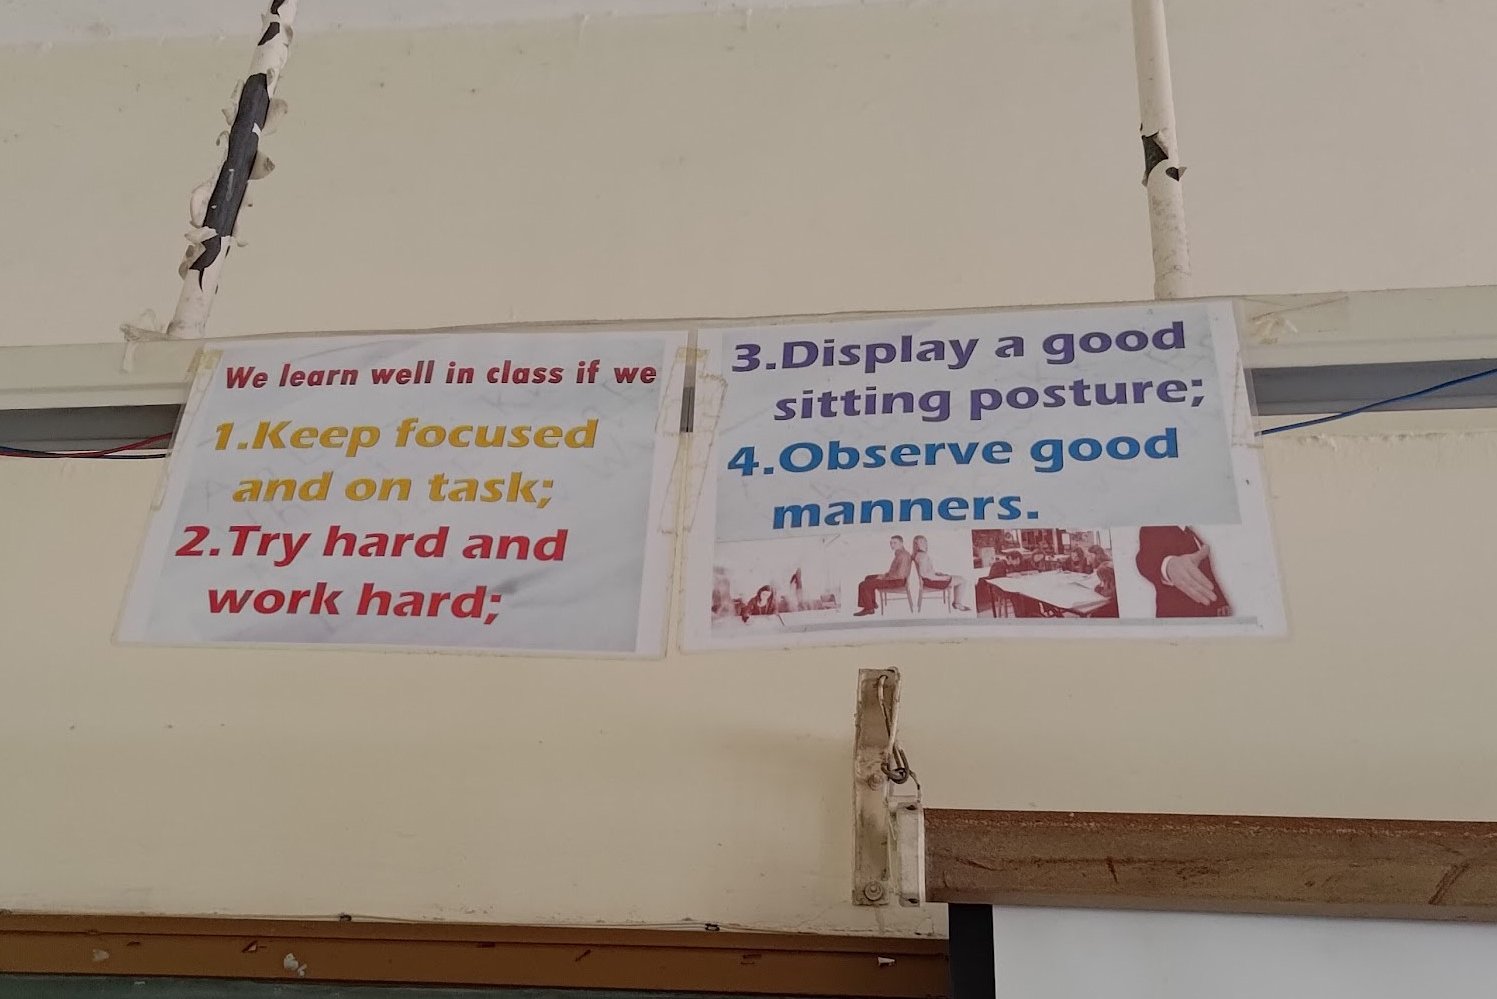 We learn well in class if we
1.Keep focused
and on task;
2.Try hard and
work hard;
3.Display a good
sitting posture;
4.Observe good
manners.